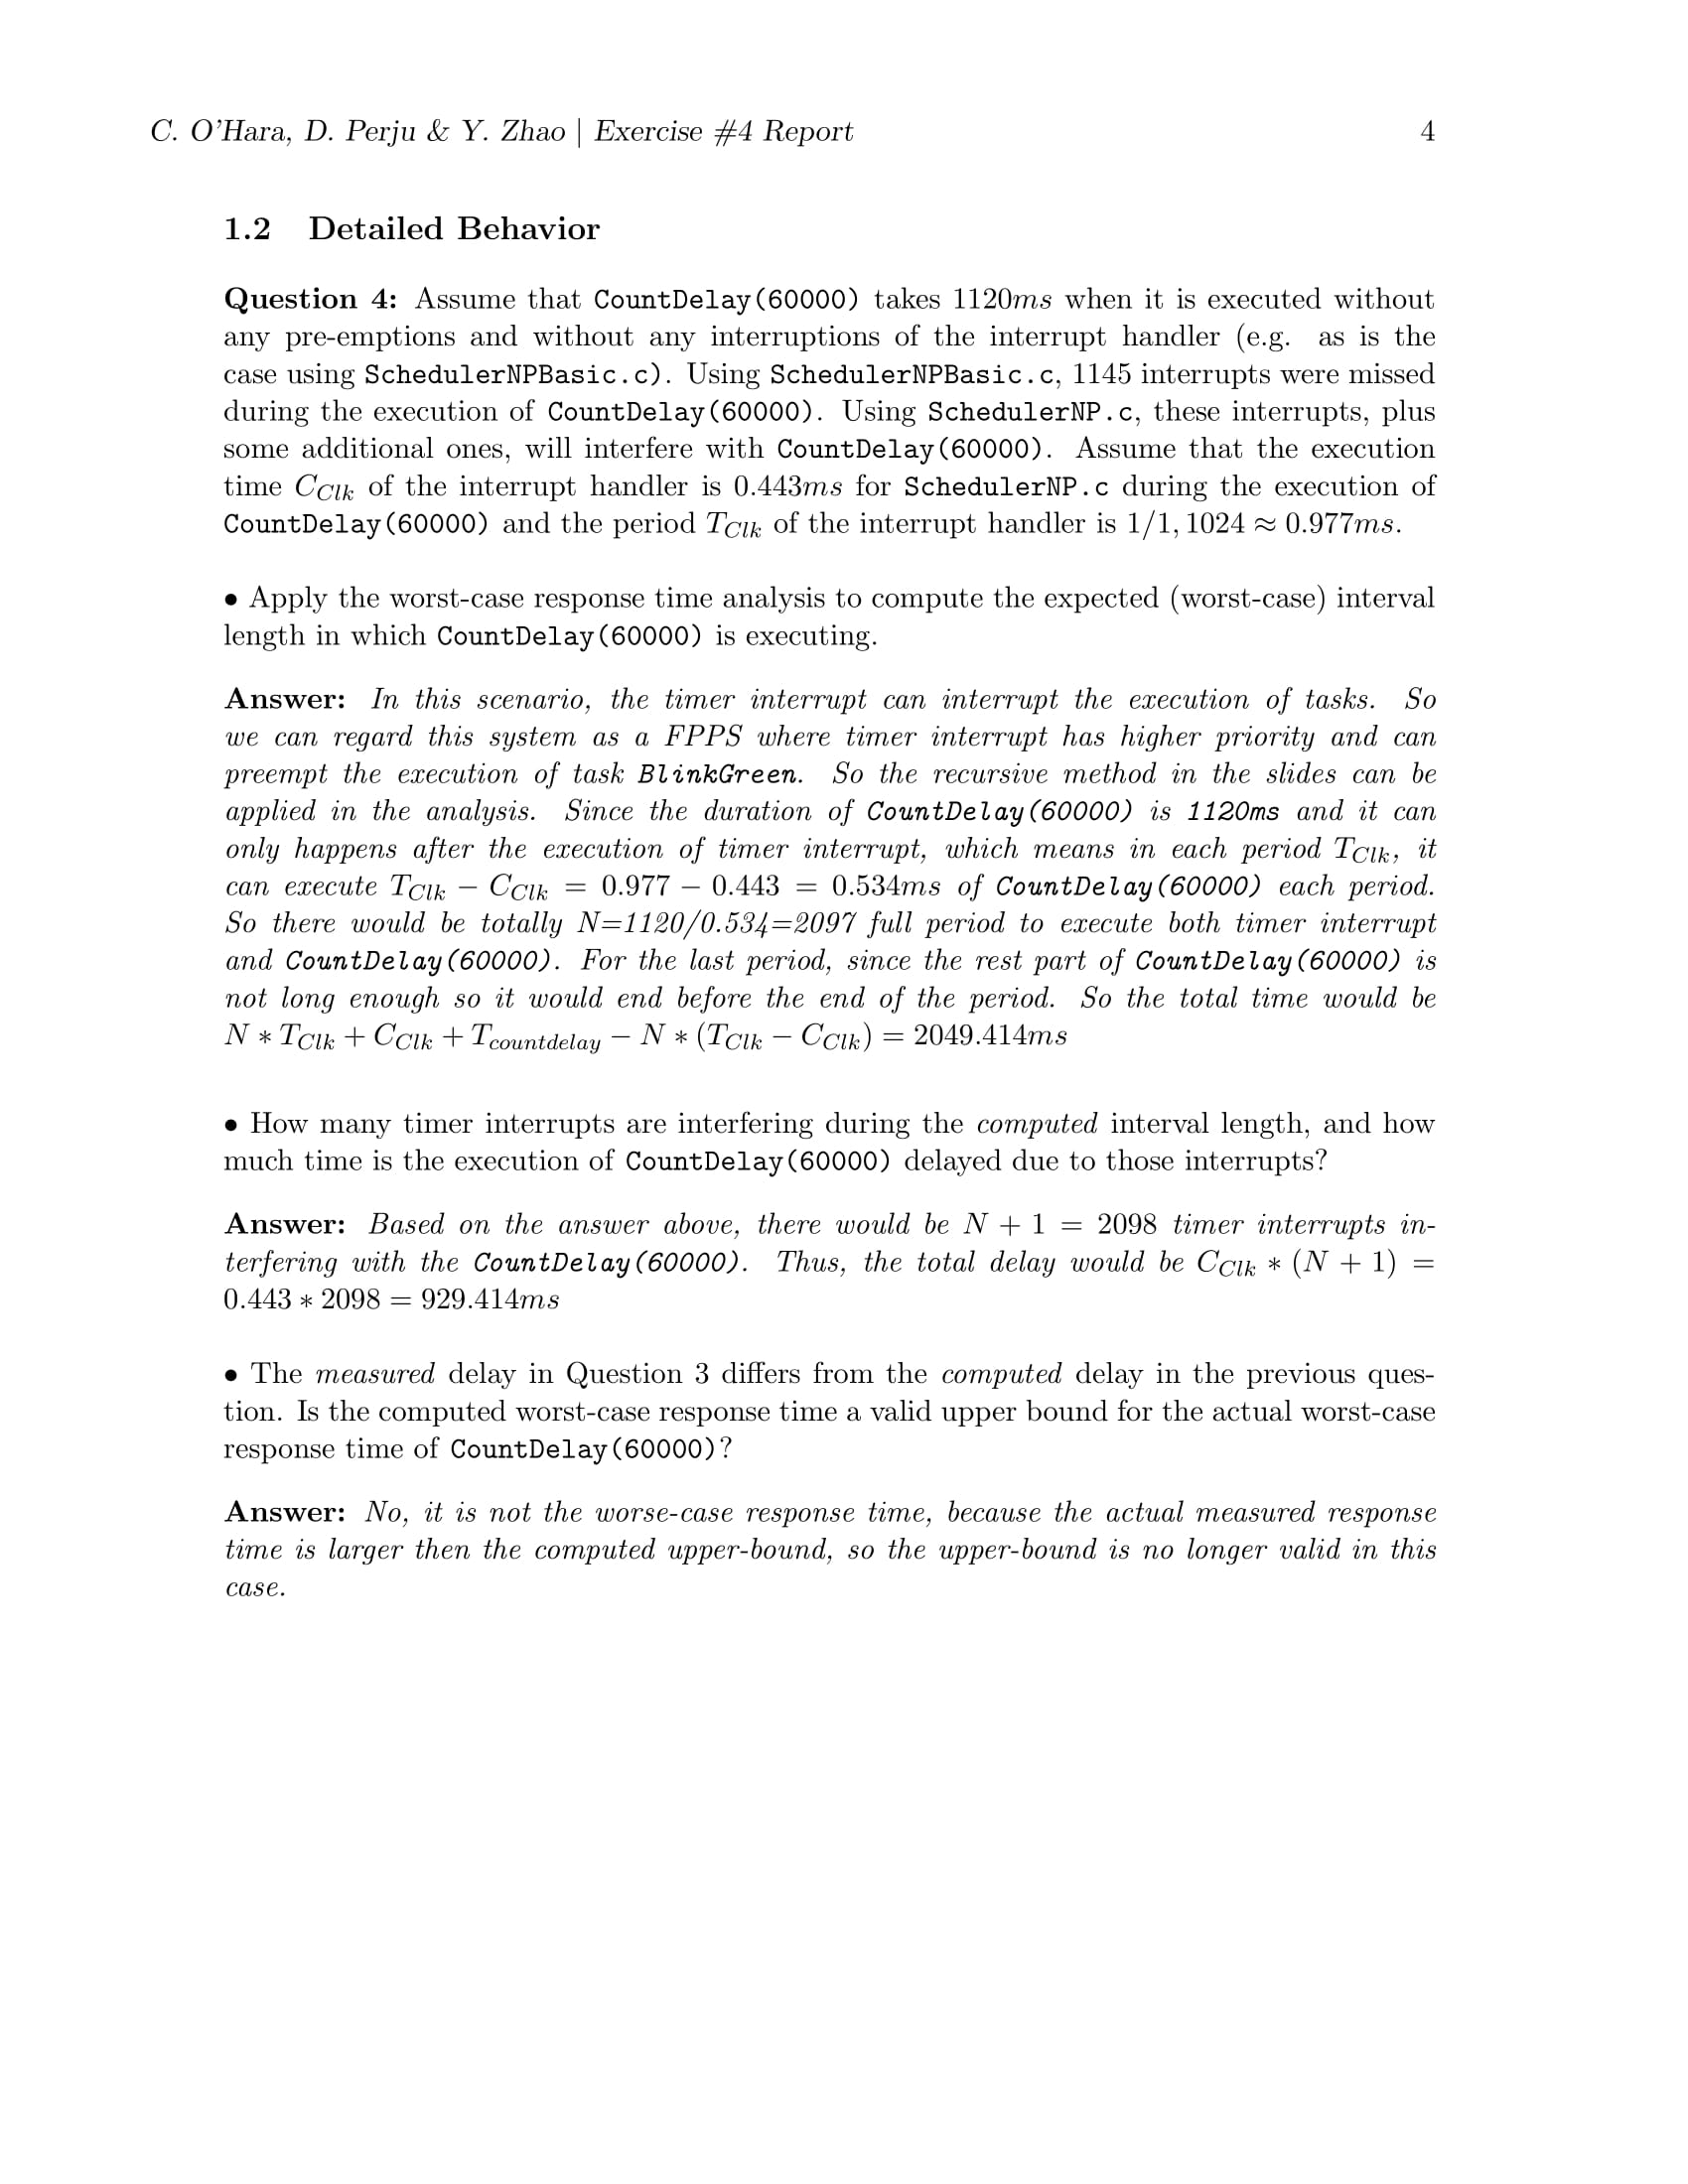 C. O'Hara, D. Perju & Y. Zhao | Exercise #4 Report 4
1.2 Detailed Behavior
Question 4: Assume that CountDelay(60000) takes 1120ms when it is executed without
any pre-emptions and without any interruptions of the interrupt handler (e.g. as is the
case using SchedulerNPBasic.c). Using SchedulerNPBasic.c, 1145 interrupts were missed
during the execution of CountDelay(60000). Using SchedulerNP.c, these interrupts, plus
some additional ones, will interfere with CountDelay(60000). Assume that the execution
time C_{Clk} of the interrupt handler is 0.443ms for SchedulerNP.c during the execution of
CountDelay(60000) and the period T_{Clk} of the interrupt handler is 1/1, 1024 ≈ 0.977ms.
• Apply the worst-case response time analysis to compute the expected (worst-case) interval
length in which CountDelay(60000) is executing.
Answer: In this scenario, the timer interrupt can interrupt the execution of tasks. So
we can regard this system as a FPPS where timer interrupt has higher priority and can
preempt the execution of task BlinkGreen. So the recursive method in the slides can be
applied in the analysis. Since the duration of CountDelay(60000) is 1120ms and it can
only happens after the execution of timer interrupt, which means in each period T_{Clk}, it
can execute T_{Clk} − C_{Clk} = 0.977 − 0.443 = 0.534ms of CountDelay(60000) each period.
So there would be totally N=1120/0.534=2097 full period to execute both timer interrupt
and CountDelay(60000). For the last period, since the rest part of CountDelay(60000) is
not long enough so it would end before the end of the period. So the total time would be
N ∗ T_{Clk} + C_{Clk} + T_{countdelay} − N ∗ (T_{Clk} − C_{Clk}) = 2049.414ms
• How many timer interrupts are interfering during the computed interval length, and how
much time is the execution of CountDelay(60000) delayed due to those interrupts?
Answer: Based on the answer above, there would be N + 1 = 2098 timer interrupts in-
terfering with the CountDelay(60000). Thus, the total delay would be C_{Clk} ∗ (N + 1) =
0.443 ∗ 2098 = 929.414ms
• The measured delay in Question 3 differs from the computed delay in the previous ques-
tion. Is the computed worst-case response time a valid upper bound for the actual worst-case
response time of CountDelay(60000)?
Answer: No, it is not the worse-case response time, because the actual measured response
time is larger then the computed upper-bound, so the upper-bound is no longer valid in this
case.